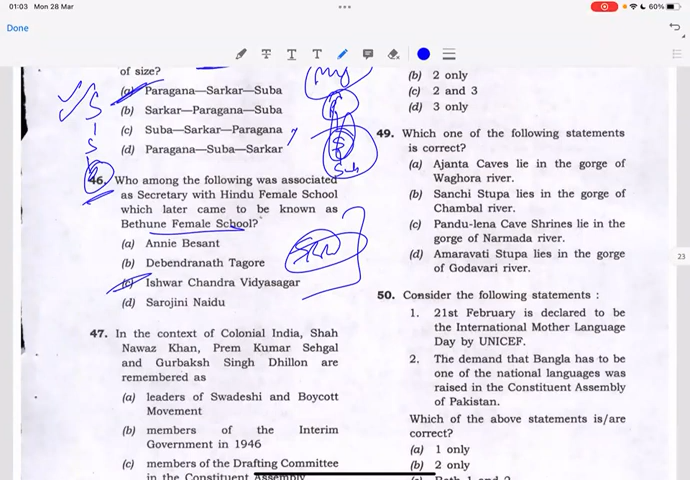 01:03 Mon 28 Mar
60%
Done
of size?
(a) Paragana—Sarkar—Suba
(b) Sarkar—Paragana—Suba
(c) Suba—Sarkar—Paragana
(d) Paragana—Suba—Sarkar
46. Who among the following was associated
as Secretary with Hindu Female School
which later came to be known as
Bethune Female School?
(a) Annie Besant
(b) Debendranath Tagore
(c) Ishwar Chandra Vidyasagar
(d) Sarojini Naidu
47. In the context of Colonial India, Shah
Nawaz Khan, Prem Kumar Sehgal
and Gurbaksh Singh Dhillon are
remembered as
(a) leaders of Swadeshi and Boycott
Movement
(b) members of the Interim
Government in 1946
(c) members of the Drafting Committee
in the Constituent Assembly
(b) 2 only
(c) 2 and 3
(d) 3 only
49. Which one of the following statements
is correct?
(a) Ajanta Caves lie in the gorge of
Waghora river.
(b) Sanchi Stupa lies in the gorge of
Chambal river.
(c) Pandu-lena Cave Shrines lie in the
gorge of Narmada river.
(d) Amaravati Stupa lies in the gorge
of Godavari river.
50. Consider the following statements :
1. 21st February is declared to be
the International Mother Language
Day by UNICEF.
2. The demand that Bangla has to be
one of the national languages was
raised in the Constituent Assembly
of Pakistan.
Which of the above statements is/are
correct?
(a) 1 only
(b) 2 only
23